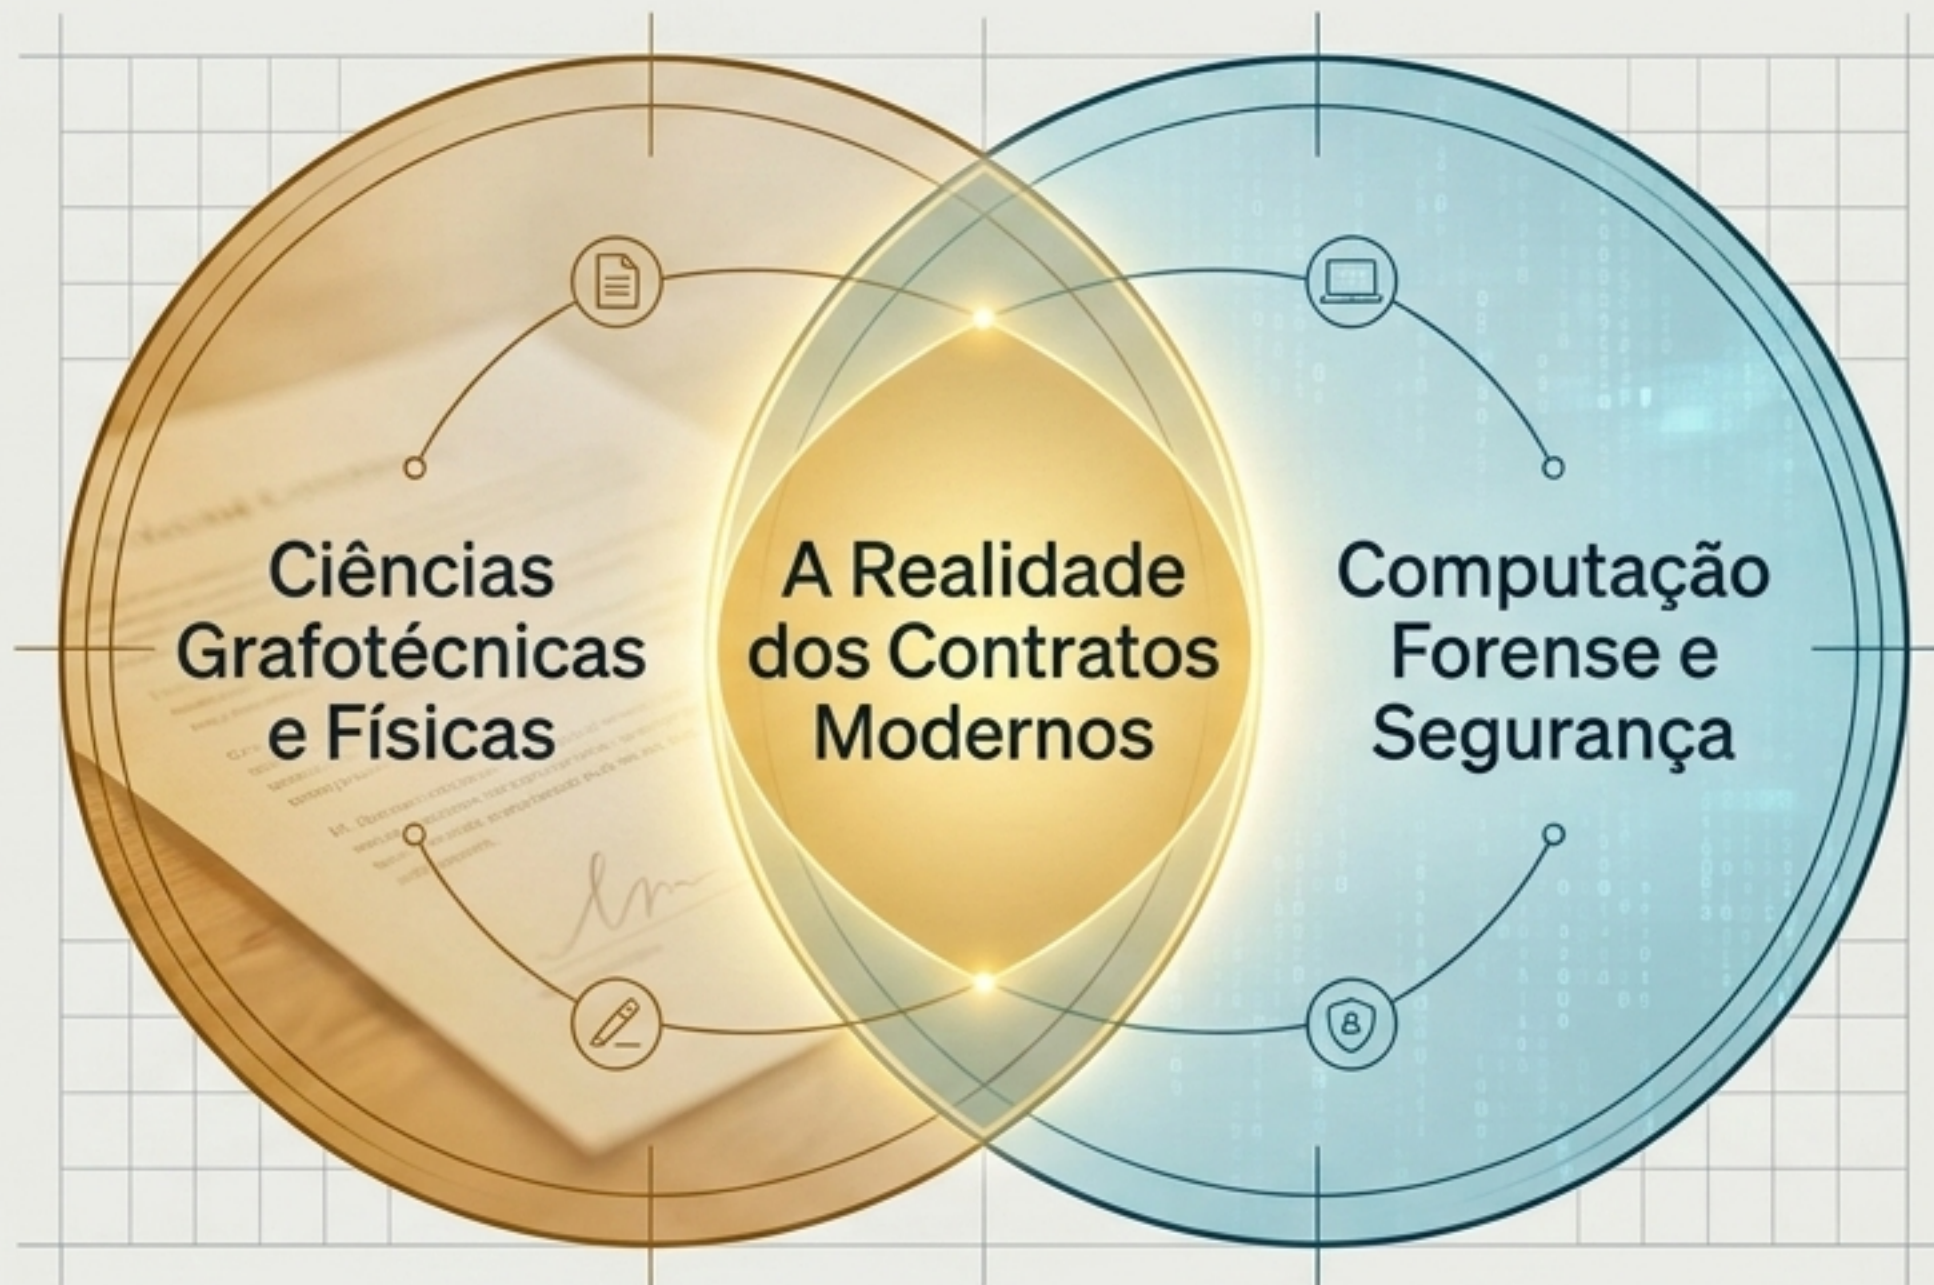 Ciências
Grafotécnicas
e Físicas
A Realidade
dos Contratos
Modernos
Computação
Forense e
Segurança